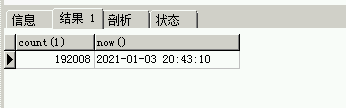 信息 结果 1 剖析 状态
count(1) now()
192008 2021-01-03 20:43:10